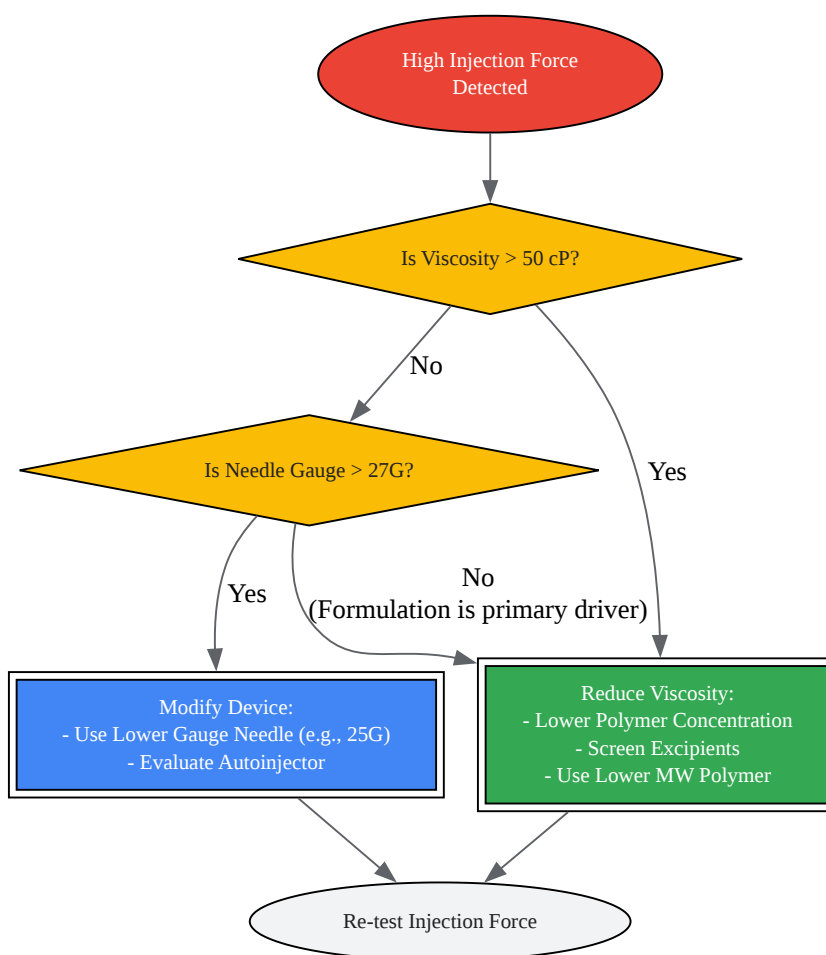 High Injection Force
Detected
Is Viscosity > 50 cP?
No
Is Needle Gauge > 27G?
Yes
Yes
No
(Formulation is primary driver)
Modify Device:
- Use Lower Gauge Needle (e.g., 25G)
- Evaluate Autoinjector
Reduce Viscosity:
- Lower Polymer Concentration
- Screen Excipients
- Use Lower MW Polymer
Re-test Injection Force